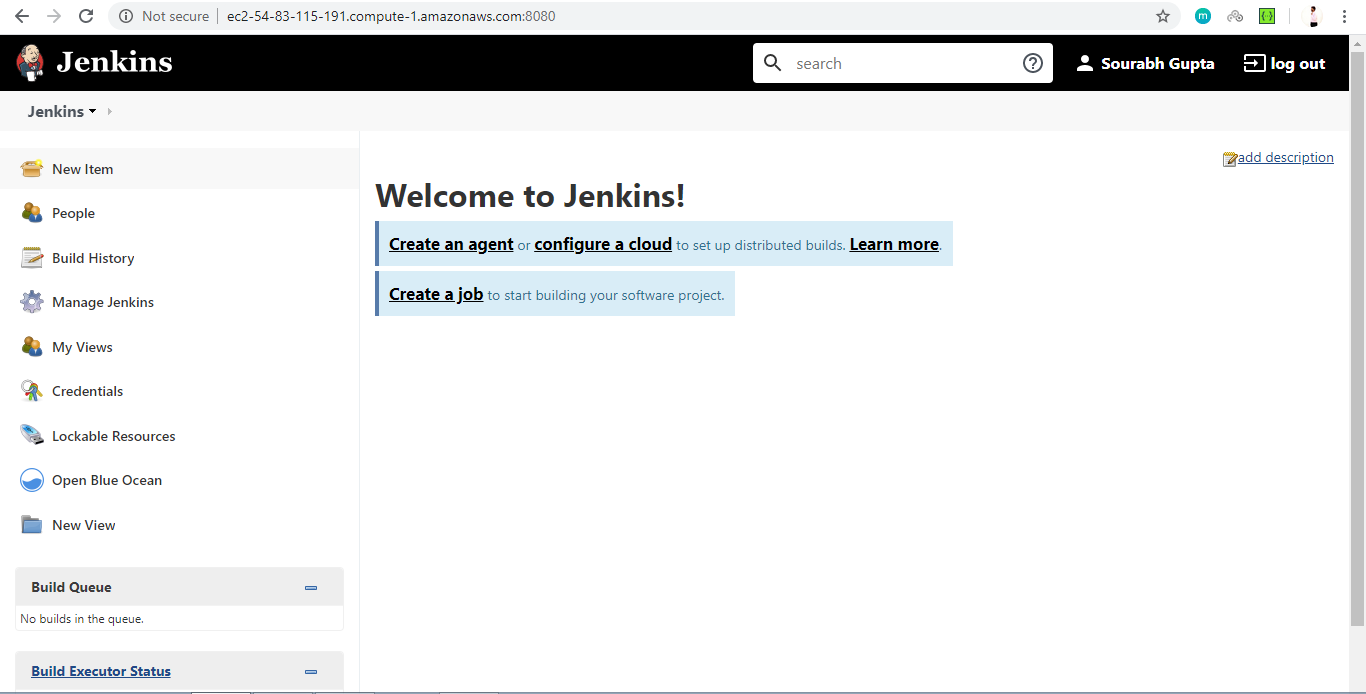 Not secure
ec2-54-83-115-191.compute-1.amazonaws.com:8080
m
{·}
Jenkins
search
?
Sourabh Gupta
log out
Jenkins
New Item
People
Build History
Manage Jenkins
My Views
Credentials
Lockable Resources
Open Blue Ocean
New View
Build Queue
No builds in the queue.
Build Executor Status
add description
Welcome to Jenkins!
Create an agent or configure a cloud to set up distributed builds. Learn more.
Create a job to start building your software project.